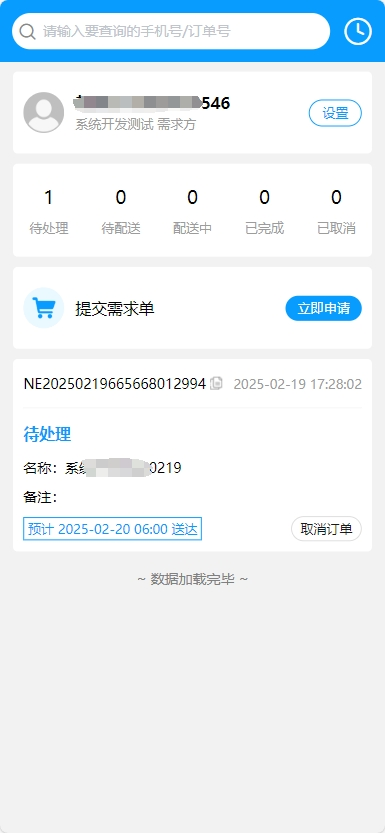 请输入要查询的手机号/订单号
546
系统开发测试 需求方
设置
1 0 0 0 0
待处理 待配送 配送中 已完成 已取消
提交需求单
立即申请
NE20250219665668012994 2025-02-19 17:28:02
待处理
名称：系 0219
备注：
预计 2025-02-20 06:00 送达
取消订单
~ 数据加载完毕 ~